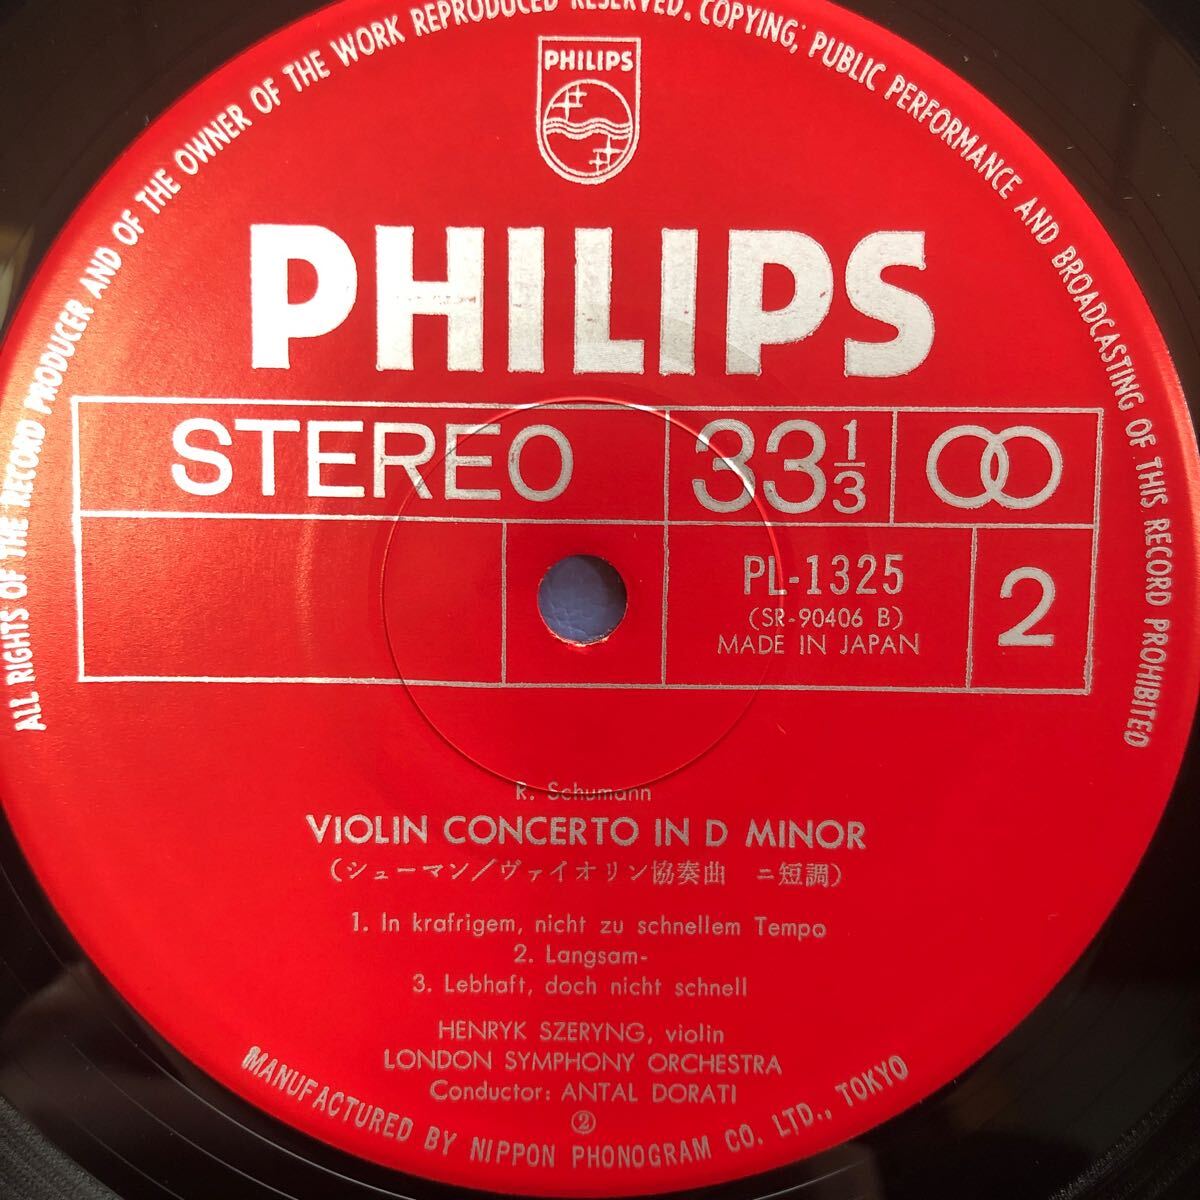 ALL RIGHTS OF THE RECORD PRODUCER AND OF THE OWNER OF THE WORK REPRODUCED RESERVED. COPYING; PUBLIC PERFORMANCE AND BROADCASTING OF THIS RECORD PROHIBITED
PHILIPS
PHILIPS
STEREO 33 1/3
PL-1325 2
(SR-90406 B)
MADE IN JAPAN
R. Schumann
VIOLIN CONCERTO IN D MINOR
(シューマン/ヴァイオリン協奏曲 ニ短調)
1. In krafrigem, nicht zu schnellem Tempo
2. Langsam-
3. Lebhaft, doch nicht schnell
HENRYK SZERYNG, violin
LONDON SYMPHONY ORCHESTRA
Conductor: ANTAL DORATI
②
MANUFACTURED BY NIPPON PHONOGRAM CO. LTD., TOKYO